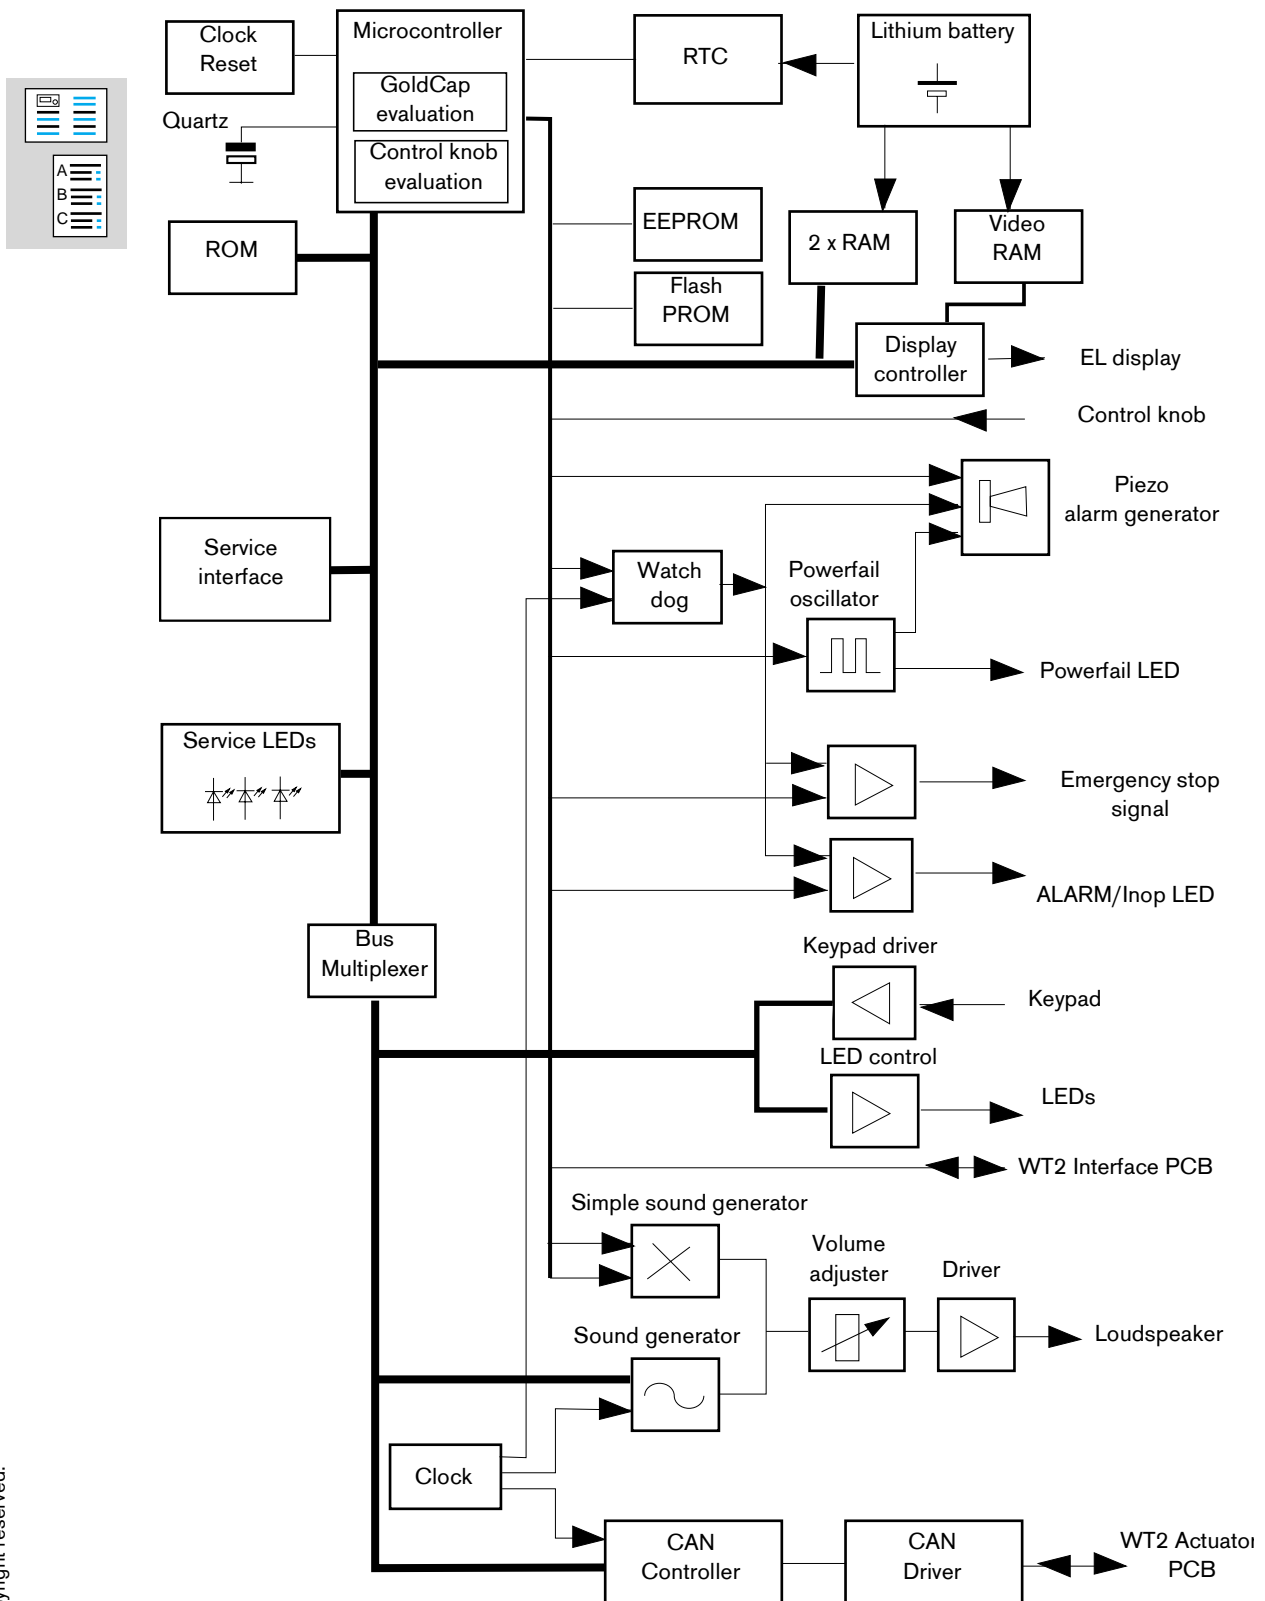 Clock
Reset
Microcontroller
GoldCap
evaluation
Control knob
evaluation
RTC
Lithium battery
Quartz
A
B
C
ROM
EEPROM
2 x RAM
Video
RAM
Flash
PROM
Display
controller
EL display
Control knob
Piezo
alarm generator
Service
interface
Watch
dog
Powerfail
oscillator
Powerfail LED
Service LEDs
Emergency stop
signal
ALARM/Inop LED
Bus
Multiplexer
Keypad driver
Keypad
LED control
LEDs
WT2 Interface PCB
Simple sound generator
Volume
adjuster
Driver
Sound generator
Loudspeaker
Clock
CAN
Controller
CAN
Driver
WT2 Actuator
PCB
reserved.